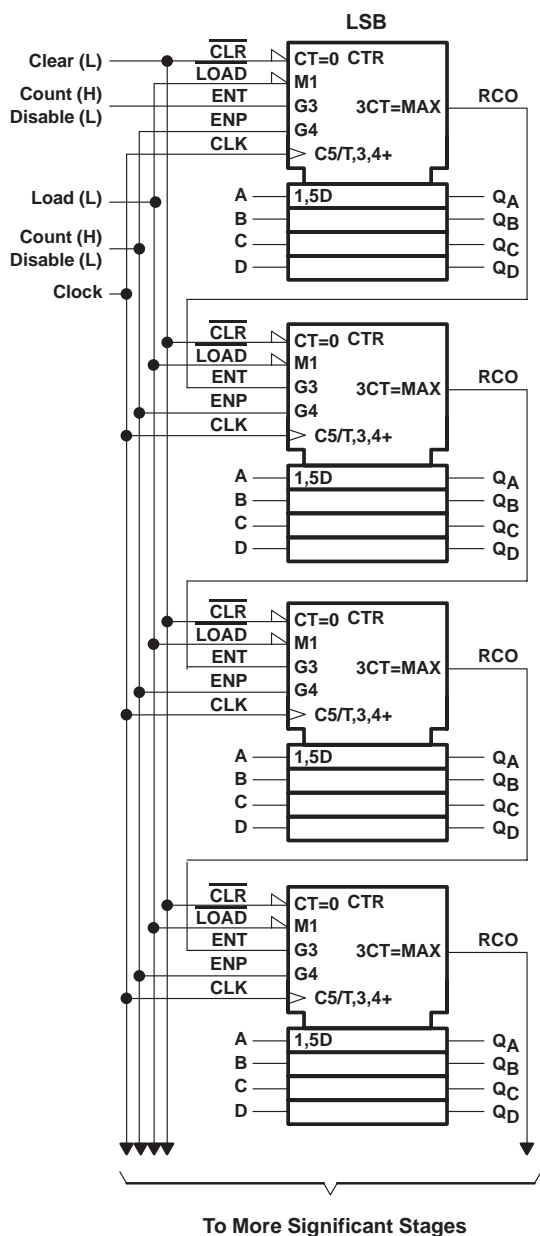 LSB
Clear (L)
CLR
CT=0 CTR
LOAD
M1
Count (H)
Disable (L)
ENT
G3
3CT=MAX
RCO
ENP
G4
CLK
C5/T,3,4+
Load (L)
A
1,5D
QA
B
QB
Count (H)
Disable (L)
C
QC
D
QD
Clock
CLR
CT=0 CTR
LOAD
M1
ENT
G3
3CT=MAX
RCO
ENP
G4
CLK
C5/T,3,4+
A
1,5D
QA
B
QB
C
QC
D
QD
CLR
CT=0 CTR
LOAD
M1
ENT
G3
3CT=MAX
RCO
ENP
G4
CLK
C5/T,3,4+
A
1,5D
QA
B
QB
C
QC
D
QD
CLR
CT=0 CTR
LOAD
M1
ENT
G3
3CT=MAX
RCO
ENP
G4
CLK
C5/T,3,4+
A
1,5D
QA
B
QB
C
QC
D
QD
To More Significant Stages